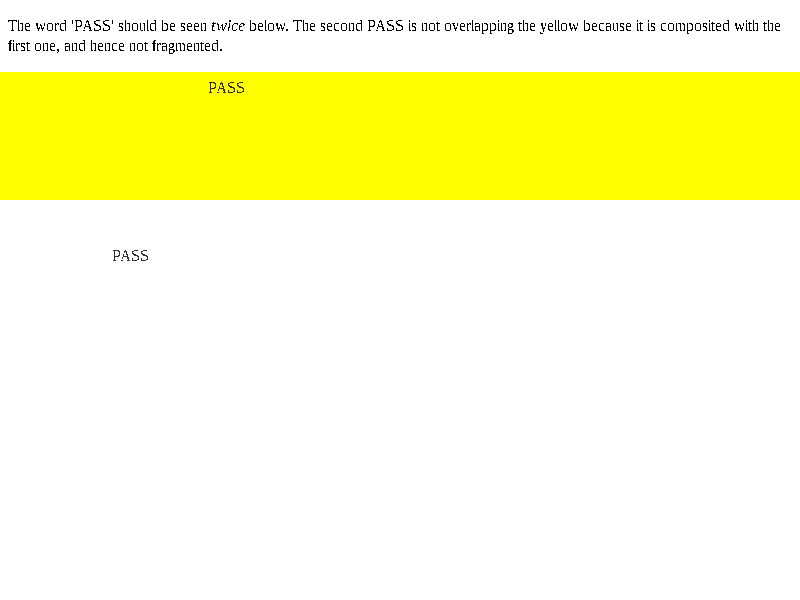 The word 'PASS' should be seen twice below. The second PASS is not overlapping the yellow because it is composited with the
first one, and hence not fragmented.
PASS
PASS